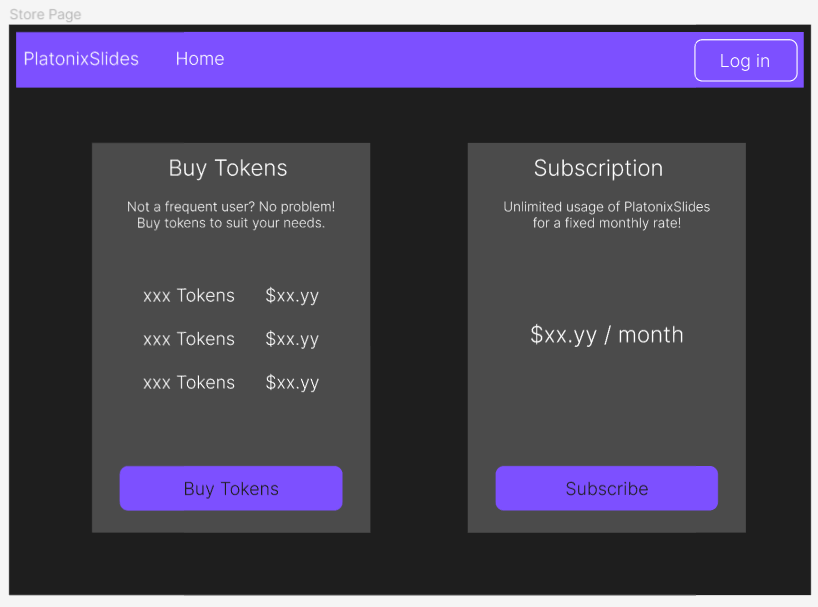 Store Page
PlatonixSlides Home Log in
Buy Tokens
Not a frequent user? No problem!
Buy tokens to suit your needs.
xxx Tokens $xx.yy
xxx Tokens $xx.yy
xxx Tokens $xx.yy
Buy Tokens
Subscription
Unlimited usage of PlatonixSlides
for a fixed monthly rate!
$xx.yy / month
Subscribe